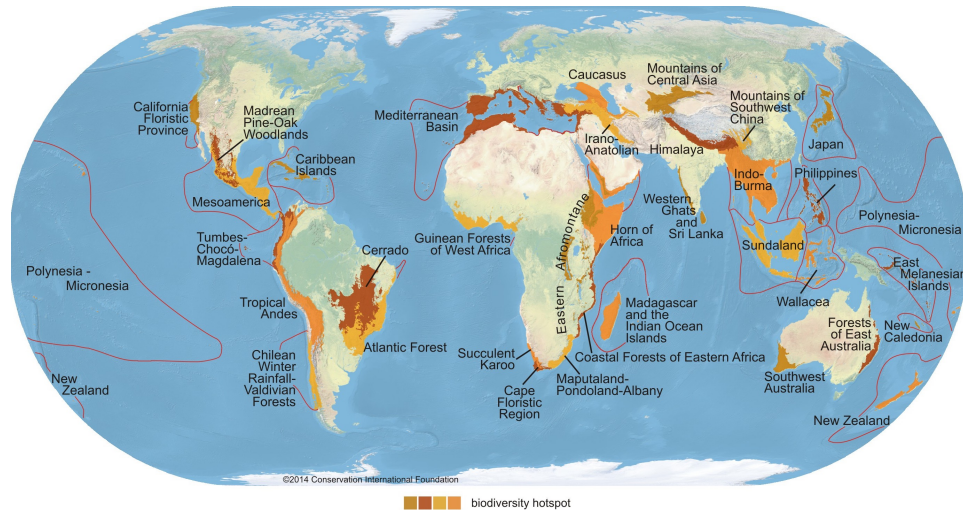 California
Floristic
Province
Madrean
Pine-Oak
Woodlands
Caribbean
Islands
Mesoamerica
Tumbes-
Chocó-
Magdalena
Polynesia -
Micronesia
Cerrado
Tropical
Andes
Atlantic Forest
Chilean
Winter
Rainfall-
Valdivian
Forests
New
Zealand
Mediterranean
Basin
Caucasus
Irano-
Anatolian
Mountains of
Central Asia
Mountains of
Southwest
China
Himalaya
Japan
Indo-
Burma
Philippines
Western
Ghats
and
Sri Lanka
Guinean Forests
of West Africa
Eastern Afromontane
Horn of
Africa
Sundaland
Polynesia-
Micronesia
East
Melanesian
Islands
Wallacea
Madagascar
and the
Indian Ocean
Islands
Forests
of East
Australia
New
Caledonia
Succulent
Karoo
Cape
Floristic
Region
Coastal Forests of Eastern Africa
Maputaland-
Pondoland-Albany
Southwest
Australia
New Zealand
©2014 Conservation International Foundation
biodiversity hotspot